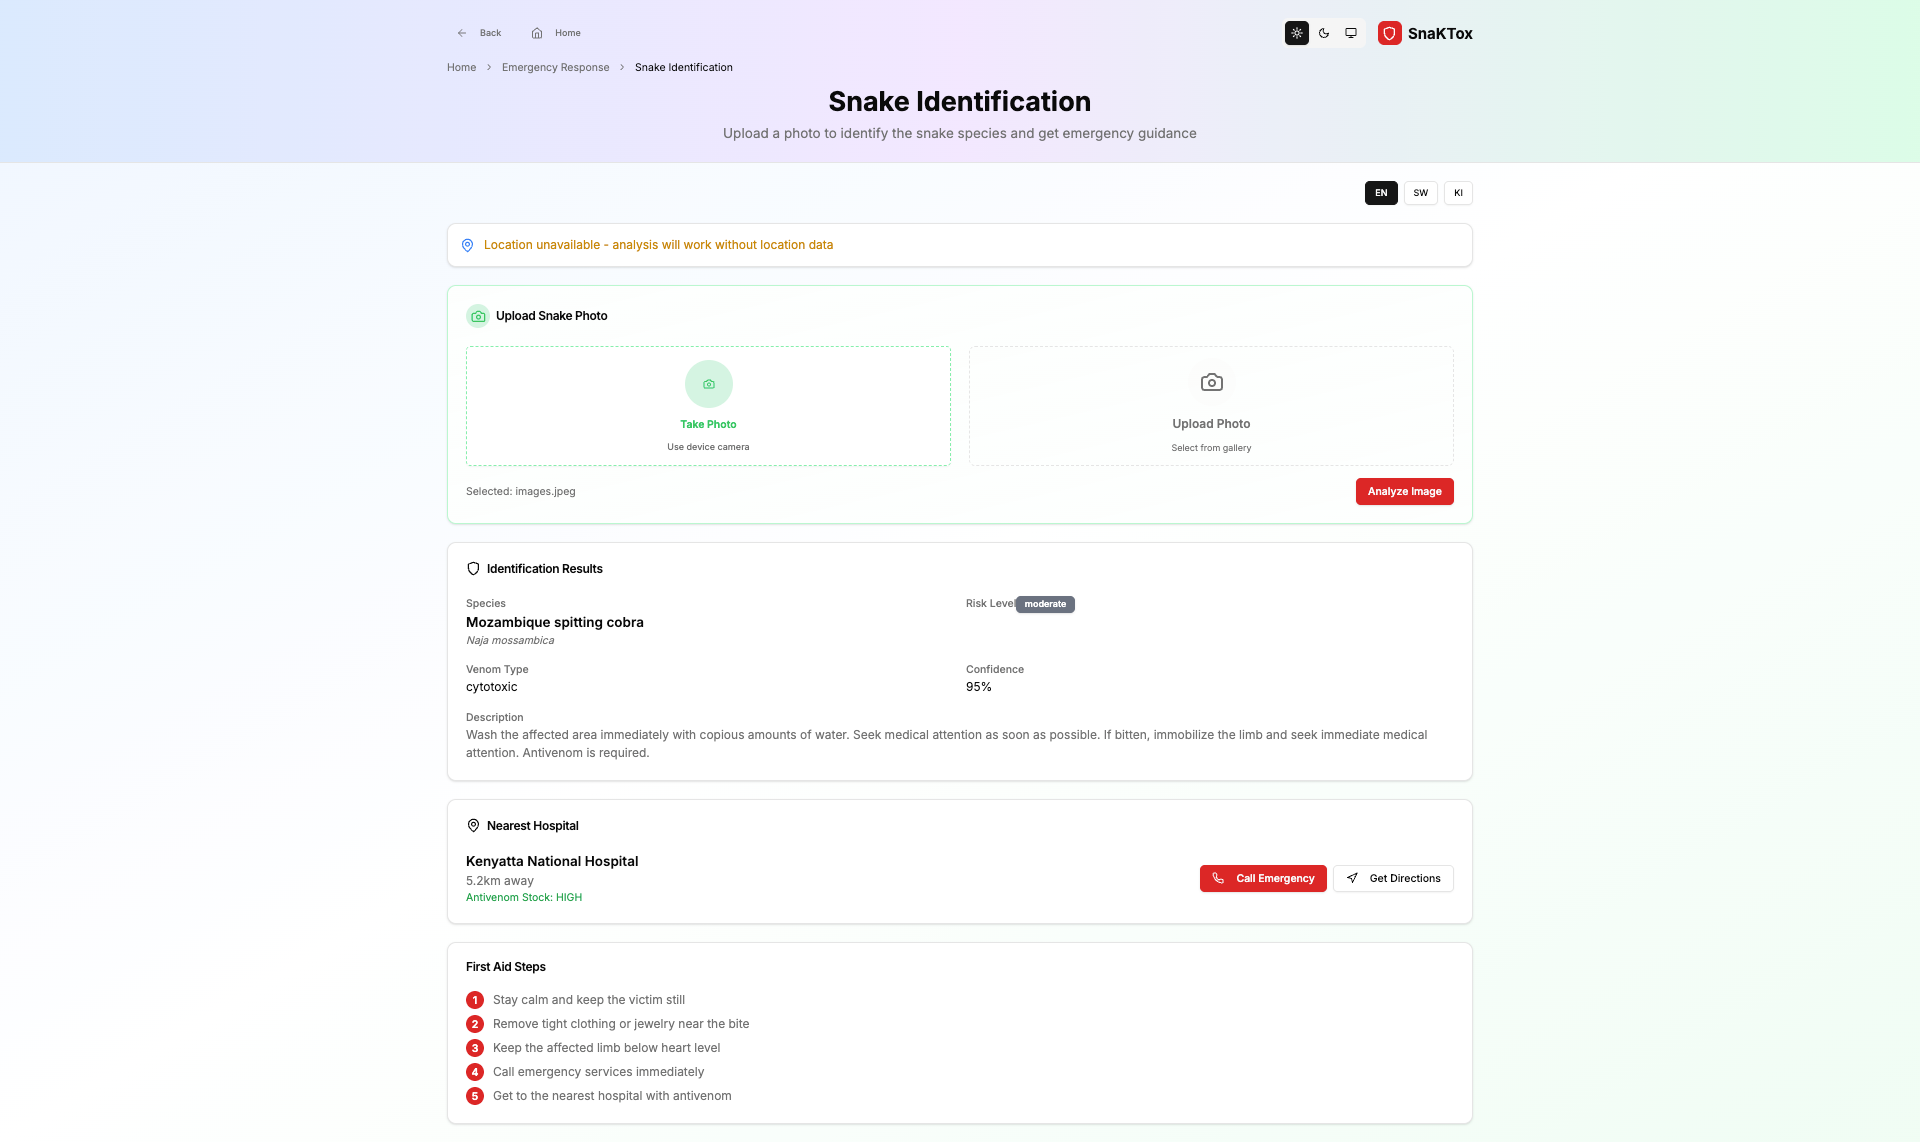 Back
Home
SnaKTox
Home > Emergency Response > Snake Identification
Snake Identification
Upload a photo to identify the snake species and get emergency guidance
EN
SW
KI
Location unavailable - analysis will work without location data
Upload Snake Photo
Take Photo
Use device camera
Upload Photo
Select from gallery
Selected: images.jpeg
Analyze Image
Identification Results
Species
Mozambique spitting cobra
Naja mossambica
Risk Level moderate
Venom Type
cytotoxic
Confidence
95%
Description
Wash the affected area immediately with copious amounts of water. Seek medical attention as soon as possible. If bitten, immobilize the limb and seek immediate medical
attention. Antivenom is required.
Nearest Hospital
Kenyatta National Hospital
5.2km away
Antivenom Stock: HIGH
Call Emergency
Get Directions
First Aid Steps
1 Stay calm and keep the victim still
2 Remove tight clothing or jewelry near the bite
3 Keep the affected limb below heart level
4 Call emergency services immediately
5 Get to the nearest hospital with antivenom